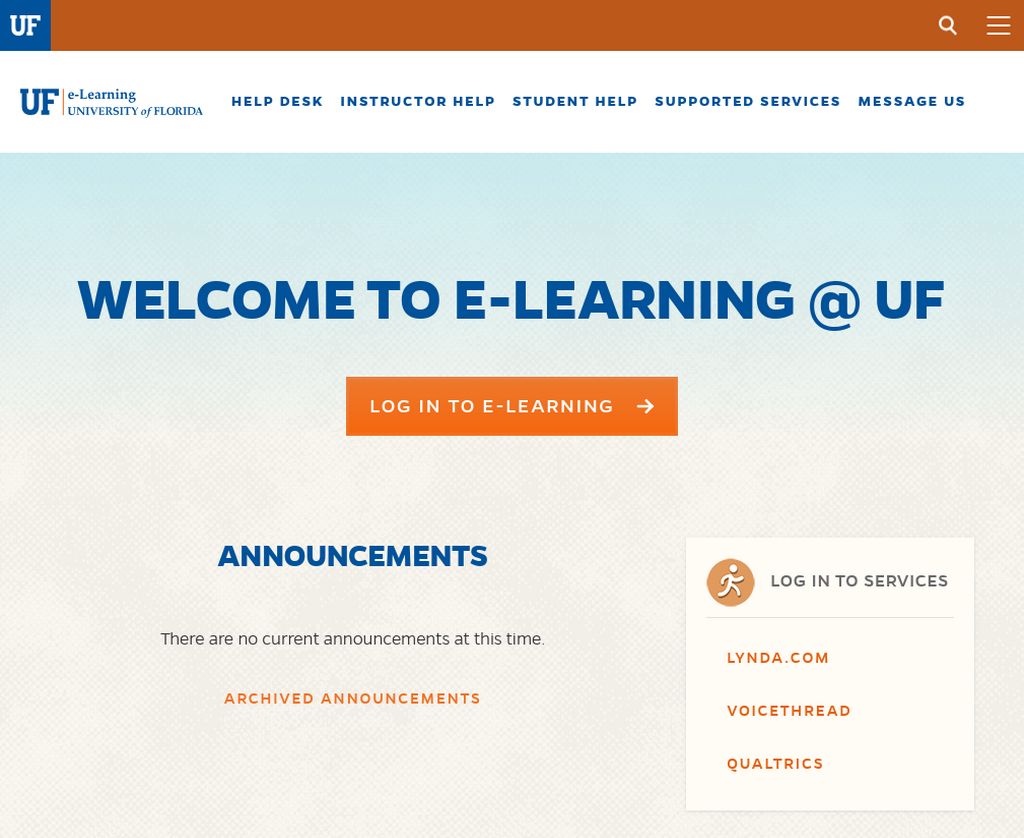 UF
UF e-Learning
UNIVERSITY of FLORIDA
HELP DESK INSTRUCTOR HELP STUDENT HELP SUPPORTED SERVICES MESSAGE US
WELCOME TO E-LEARNING @ UF
LOG IN TO E-LEARNING
ANNOUNCEMENTS
There are no current announcements at this time.
ARCHIVED ANNOUNCEMENTS
LOG IN TO SERVICES
LYNDA.COM
VOICETHREAD
QUALTRICS